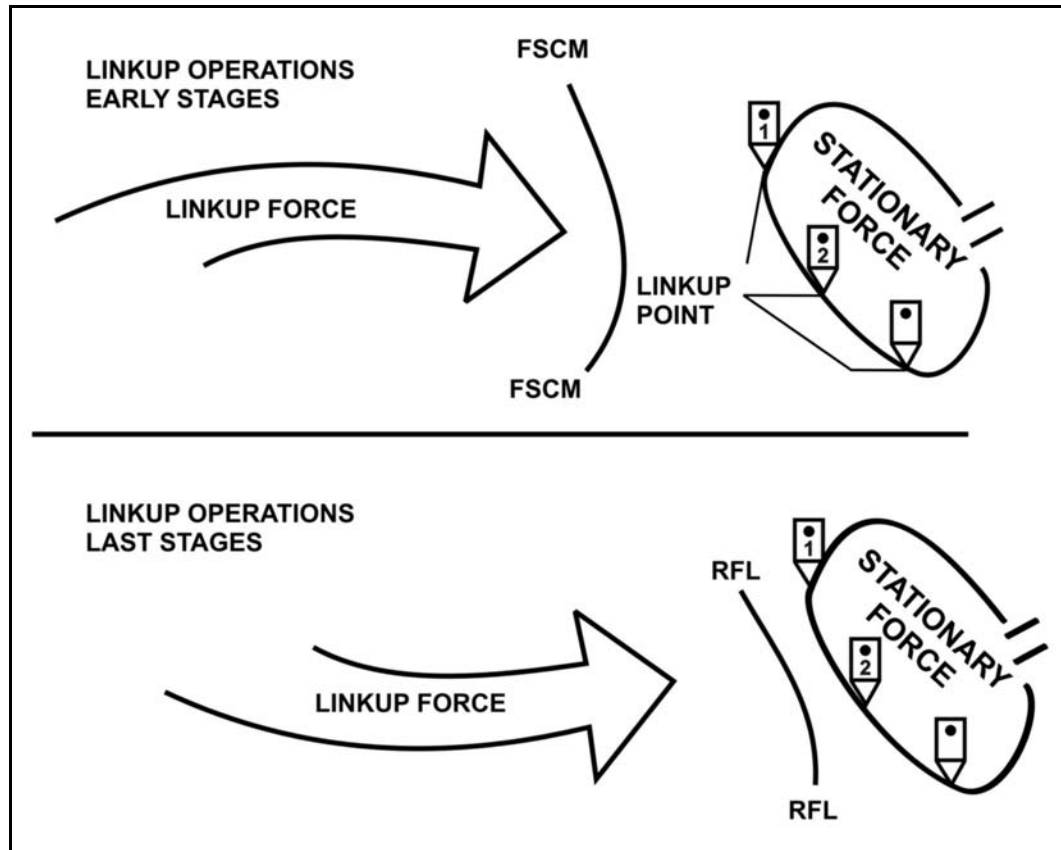 LINKUP OPERATIONS
EARLY STAGES
FSCM
LINKUP FORCE
1
STATIONARY
FORCE
2
LINKUP
POINT
FSCM
LINKUP OPERATIONS
LAST STAGES
RFL
1
STATIONARY
FORCE
2
LINKUP FORCE
RFL